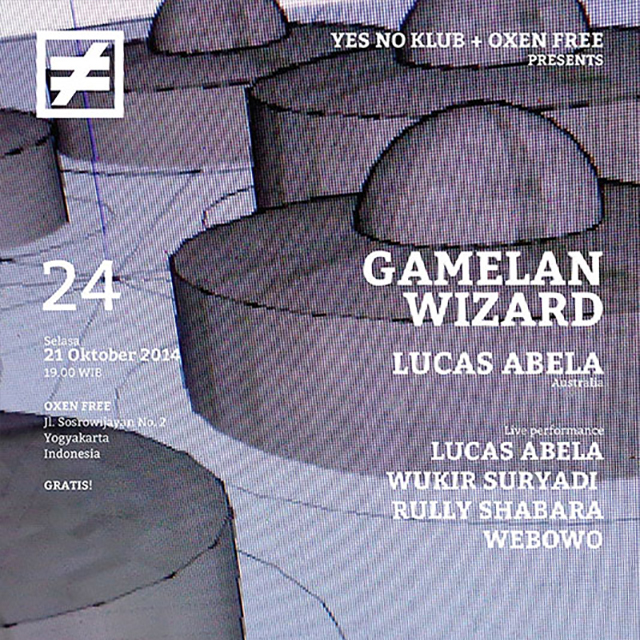 YES NO KLUB + OXEN FREE
PRESENTS
24
Selasa
21 Oktober 2014
19.00 WIB
OXEN FREE
Jl. Sosrowijayan No. 2
Yogyakarta
Indonesia
GRATIS!
GAMELAN
WIZARD
LUCAS ABELA
Australia
Live performance
LUCAS ABELA
WUKIR SURYADI
RULLY SHABARA
WEBOWO